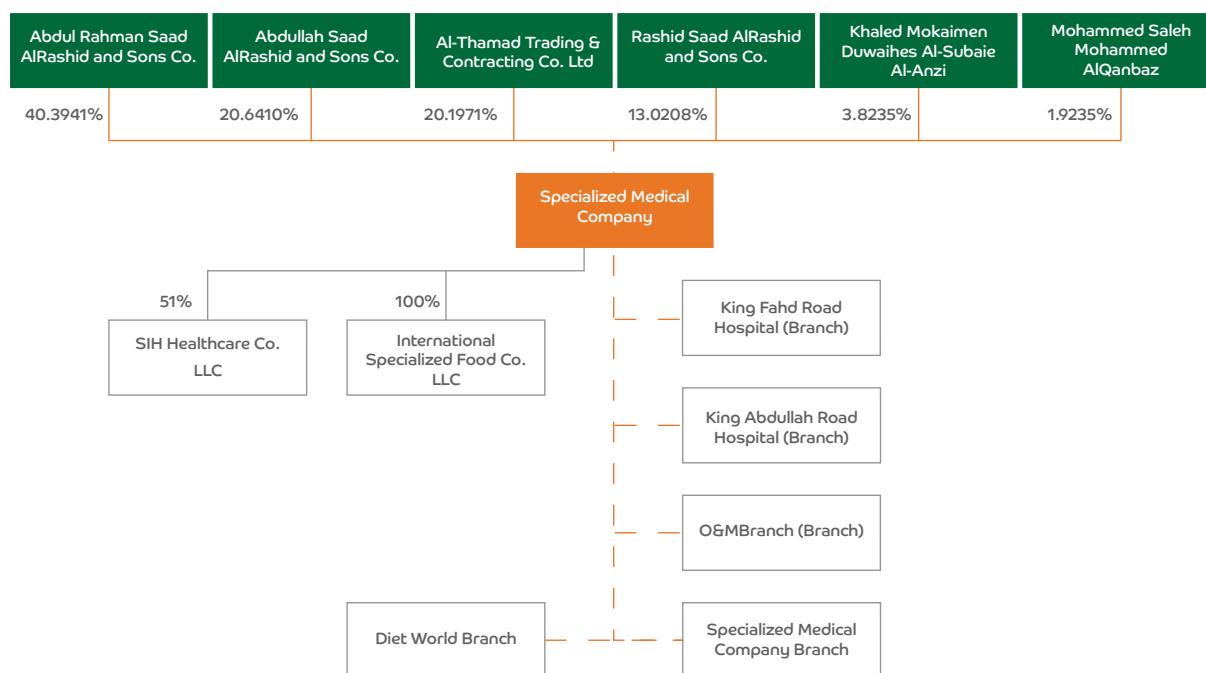 Abdul Rahman Saad
AlRashid and Sons Co.
Abdullah Saad
AlRashid and Sons Co.
Al-Thamad Trading &
Contracting Co. Ltd
Rashid Saad AlRashid
and Sons Co.
Khaled Mokaimen
Duwaihes Al-Subaie
Al-Anzi
Mohammed Saleh
Mohammed
AlQanbaz
40.3941%
20.6410%
20.1971%
13.0208%
3.8235%
1.9235%
Specialized Medical
Company
51%
100%
SIH Healthcare Co.
LLC
International
Specialized Food Co.
LLC
King Fahd Road
Hospital (Branch)
King Abdullah Road
Hospital (Branch)
O&MBranch (Branch)
Diet World Branch
Specialized Medical
Company Branch